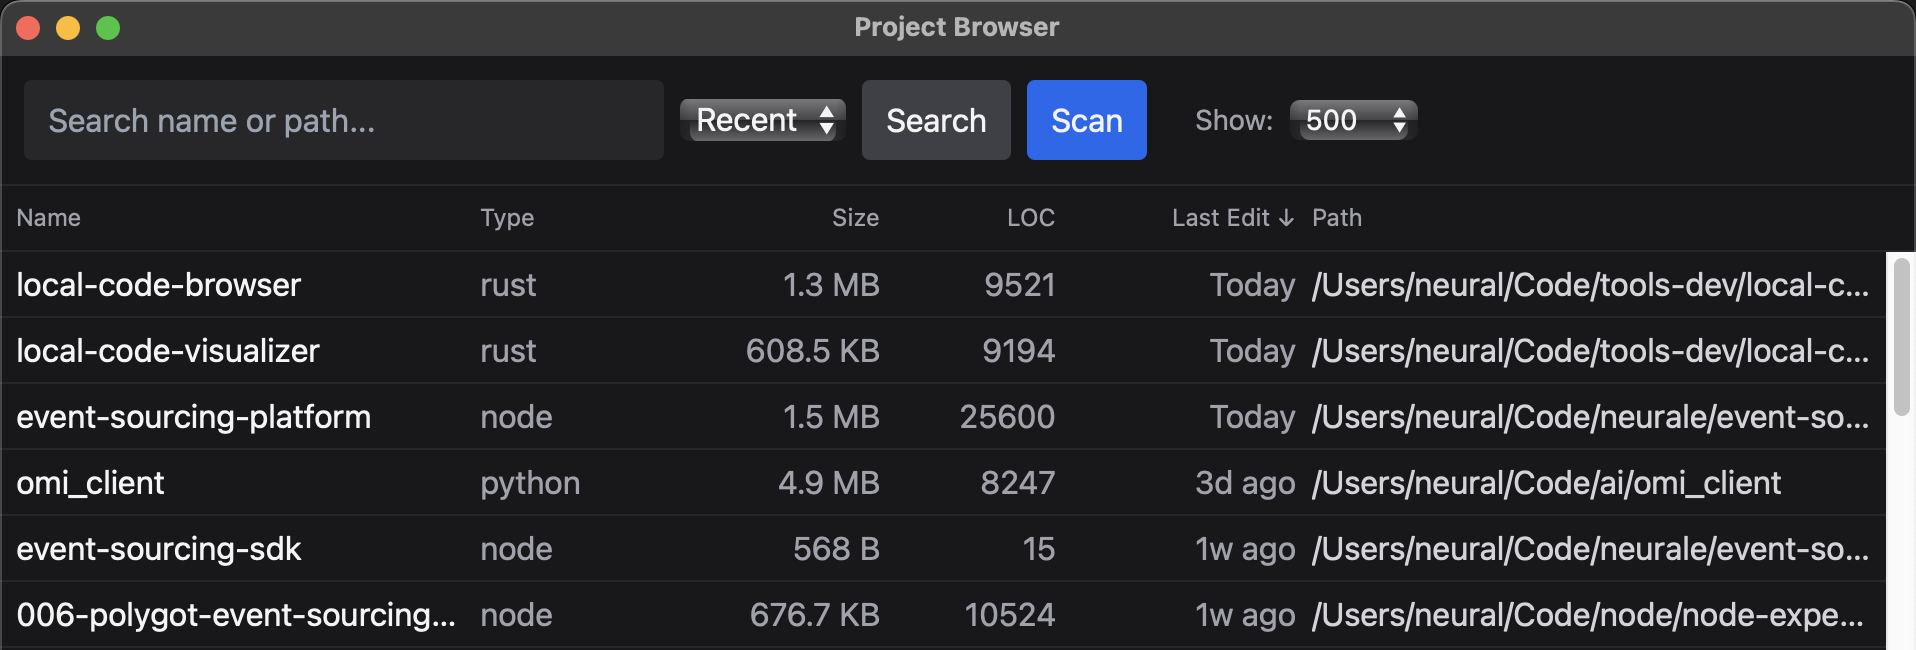 Project Browser
Search name or path... Recent Search Scan Show: 500
Name Type Size LOC Last Edit ↓ Path
local-code-browser rust 1.3 MB 9521 Today /Users/neural/Code/tools-dev/local-c...
local-code-visualizer rust 608.5 KB 9194 Today /Users/neural/Code/tools-dev/local-c...
event-sourcing-platform node 1.5 MB 25600 Today /Users/neural/Code/neurale/event-so...
omi_client python 4.9 MB 8247 3d ago /Users/neural/Code/ai/omi_client
event-sourcing-sdk node 568 B 15 1w ago /Users/neural/Code/neurale/event-so...
006-polygot-event-sourcing... node 676.7 KB 10524 1w ago /Users/neural/Code/node/node-expe...